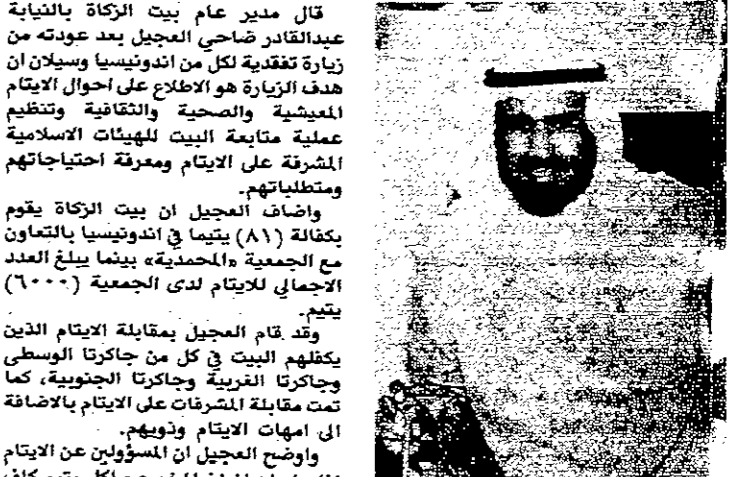 قال مدير عام بيت الزكاة بالنيابة
عبدالقادر ضاحي العجيل بعد عودته من
زيارة تفقدية لكل من اندونيسيا وسيلان ان
هدف الزيارة هو الاطلاع على احوال الايتام
المعيشية والصحية والثقافية وتنظيم
عملية متابعة البيت للهيئات الاسلامية
المشرفة على الايتام ومعرفة احتياجاتهم
ومتطلباتهم.
واضاف العجيل ان بيت الزكاة يقوم
بكفالة (٨١) يتيما في اندونيسيا بالتعاون
مع الجمعية «المحمدية» بينما يبلغ العدد
الاجمالي للايتام لدى الجمعية (٦٠٠٠)
يتيم.
وقد قام العجيل بمقابلة الايتام الذين
يكفلهم البيت في كل من جاكرتا الوسطى
وجاكرتا الغربية وجاكرتا الجنوبية، كما
تمت مقابلة المشرفات على الايتام بالاضافة
الى امهات الايتام وذويهم.
واوضح العجيل ان المسؤولين عن الايتام